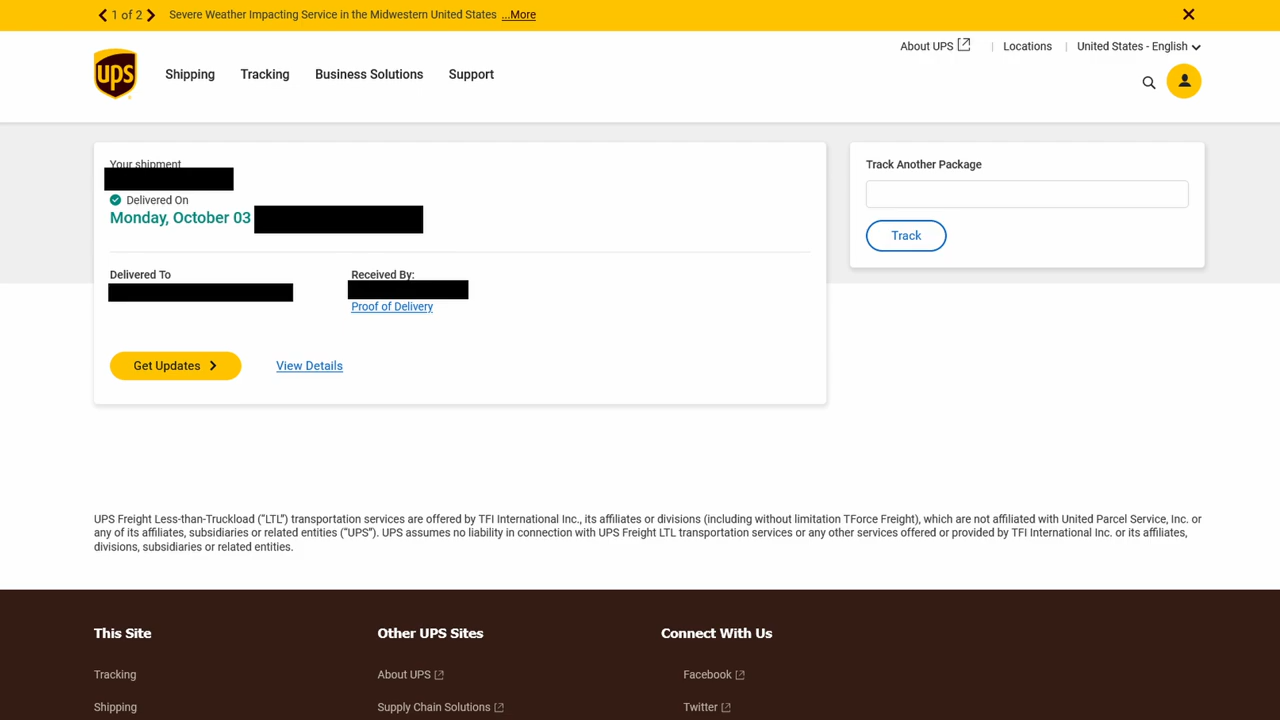 1 of 2 Severe Weather Impacting Service in the Midwestern United States ...More
About UPS | Locations | United States - English
ups Shipping Tracking Business Solutions Support
Your shipment
Delivered On
Monday, October 03
Delivered To
Received By:
Proof of Delivery
Get Updates
View Details
Track Another Package
Track
UPS Freight Less-than-Truckload (“LTL”) transportation services are offered by TFI International Inc., its affiliates or divisions (including without limitation TForce Freight), which are not affiliated with United Parcel Service, Inc. or
any of its affiliates, subsidiaries or related entities (“UPS”). UPS assumes no liability in connection with UPS Freight LTL transportation services or any other services offered or provided by TFI International Inc. or its affiliates,
divisions, subsidiaries or related entities.
This Site
Tracking
Shipping
Other UPS Sites
About UPS
Supply Chain Solutions
Connect With Us
Facebook
Twitter